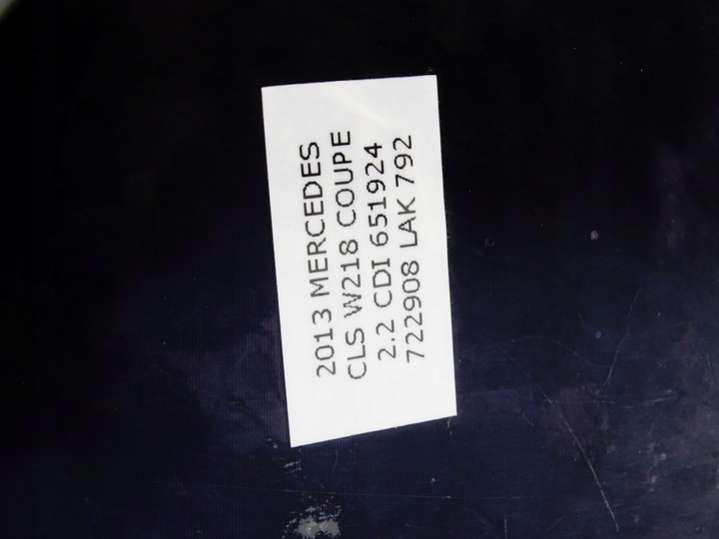 2013 MERCEDES
CLS W218 COUPE
2.2 CDI 651924
722908 LAK 792